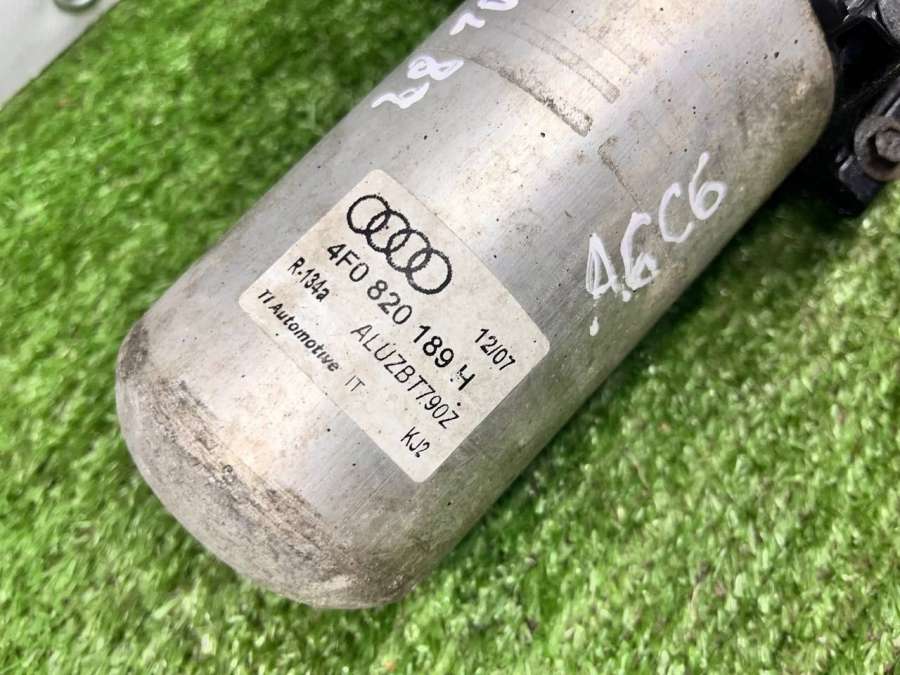 4F0 820 189 H
R-134a
12/07
TI Automotive
ALUZBT790Z
IT
KJ2
A6C6